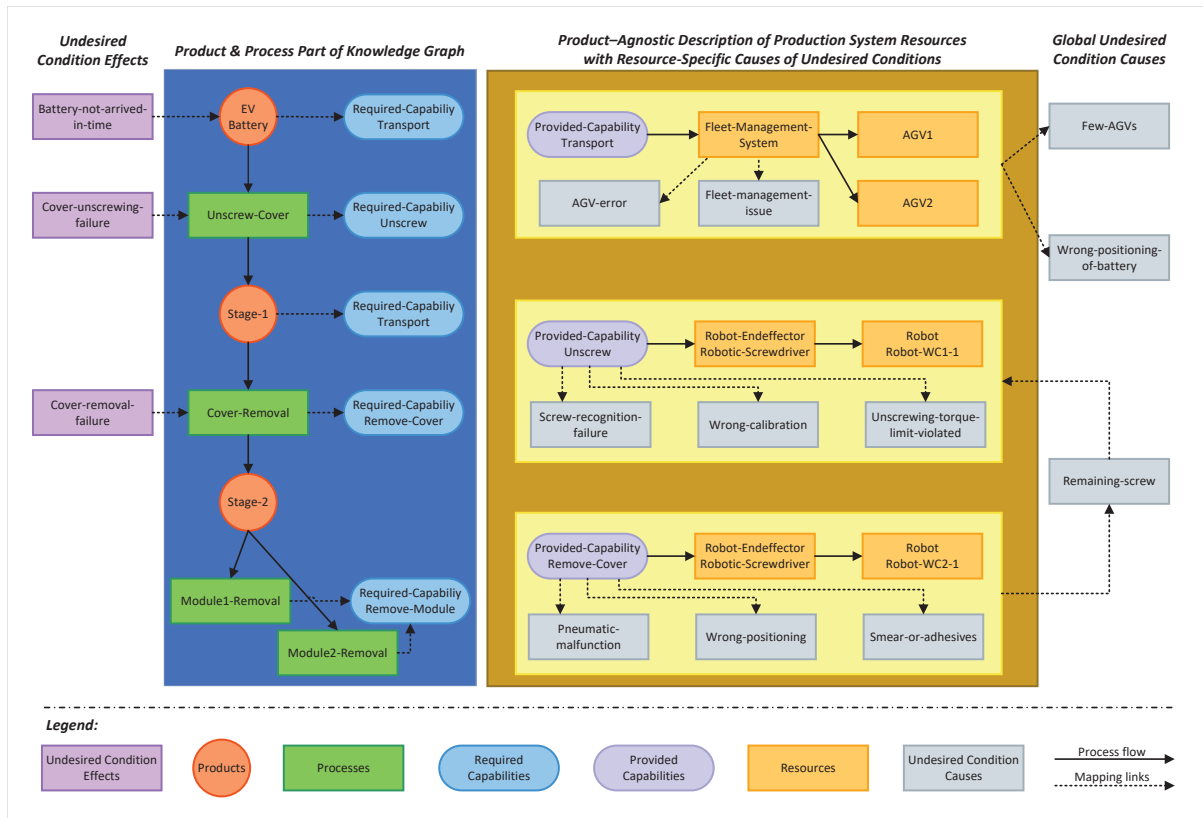 Undesired
Condition Effects
Product & Process Part of Knowledge Graph
Product–Agnostic Description of Production System Resources
with Resource-Specific Causes of Undesired Conditions
Global Undesired
Condition Causes
Battery-not-arrived-
in-time
EV
Battery
Required-Capabiliy
Transport
Provided-Capability
Transport
Fleet-Management-
System
AGV1
Few-AGVs
Cover-unscrewing-
failure
Unscrew-Cover
Required-Capabiliy
Unscrew
AGV-error
Fleet-management-
issue
AGV2
Wrong-positioning-
of-battery
Stage-1
Required-Capabiliy
Transport
Provided-Capability
Unscrew
Robot-Endeffector
Robotic-Screwdriver
Robot
Robot-WC1-1
Cover-removal-
failure
Cover-Removal
Required-Capabiliy
Remove-Cover
Screw-recognition-
failure
Wrong-calibration
Unscrewing-torque-
limit-violated
Remaining-screw
Stage-2
Provided-Capability
Remove-Cover
Robot-Endeffector
Robotic-Screwdriver
Robot
Robot-WC2-1
Module1-Removal
Required-Capabiliy
Remove-Module
Module2-Removal
Pneumatic-
malfunction
Wrong-positioning
Smear-or-adhesives
Legend:
Undesired Condition
Effects
Products
Processes
Required
Capabilities
Provided
Capabilities
Resources
Undesired Condition
Causes
Process flow
Mapping links